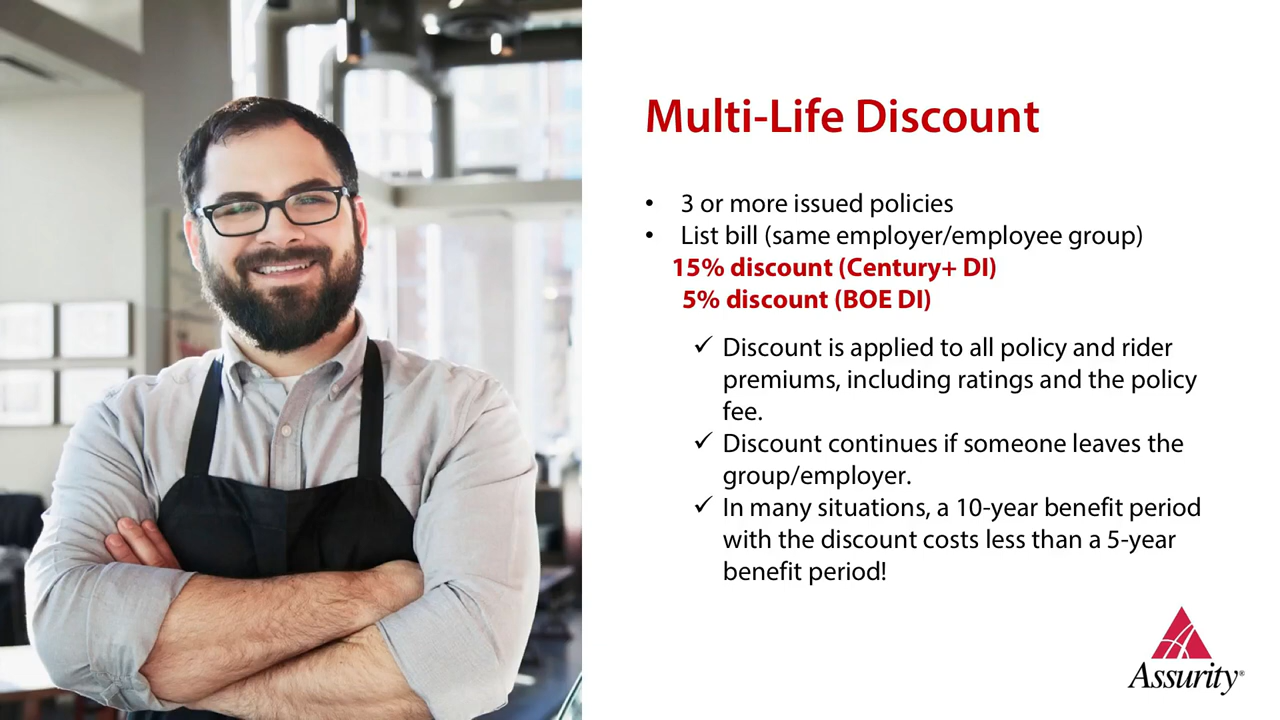 Multi-Life Discount
• 3 or more issued policies
• List bill (same employer/employee group)
15% discount (Century+ DI)
5% discount (BOE DI)
✓ Discount is applied to all policy and rider
premiums, including ratings and the policy
fee.
✓ Discount continues if someone leaves the
group/employer.
✓ In many situations, a 10-year benefit period
with the discount costs less than a 5-year
benefit period!
Assurity®